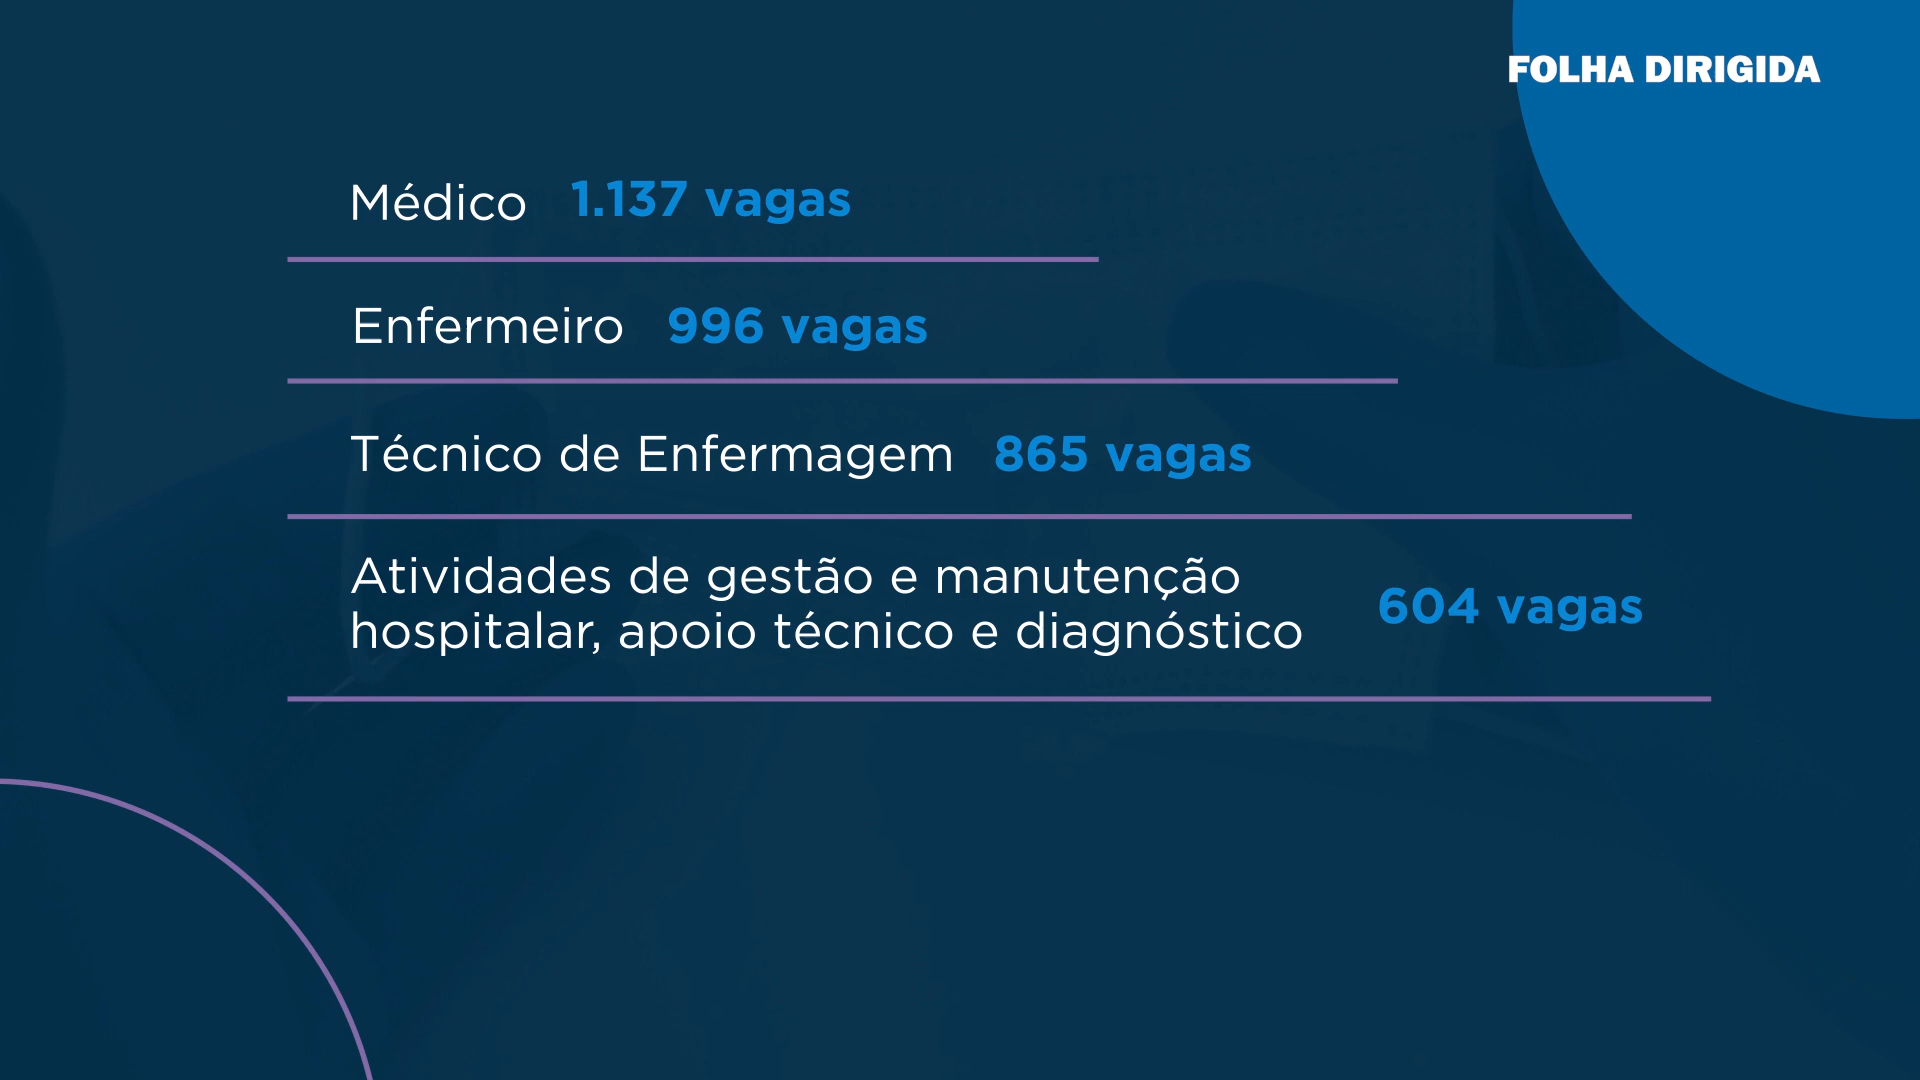 FOLHA DIRIGIDA
Médico 1.137 vagas
Enfermeiro 996 vagas
Técnico de Enfermagem 865 vagas
Atividades de gestão e manutenção
hospitalar, apoio técnico e diagnóstico
604 vagas